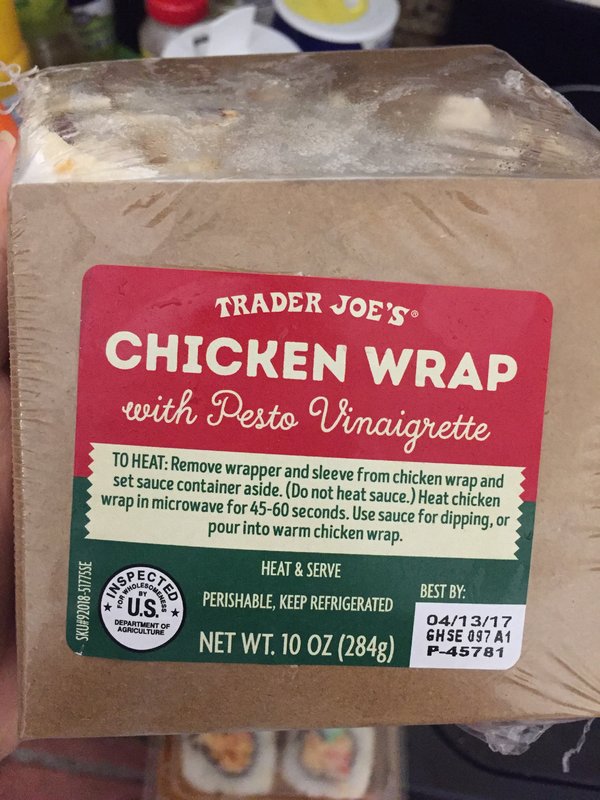 TRADER JOE'S®
CHICKEN WRAP
with Pesto Vinaigrette
TO HEAT: Remove wrapper and sleeve from chicken wrap and
set sauce container aside. (Do not heat sauce.) Heat chicken
wrap in microwave for 45-60 seconds. Use sauce for dipping, or
pour into warm chicken wrap.
HEAT & SERVE
PERISHABLE, KEEP REFRIGERATED
NET WT. 10 OZ (284g)
SKU#92018-51775SE
INSPECTED
FOR WHOLESOMENESS
BY
U.S.
DEPARTMENT OF
AGRICULTURE
BEST BY:
04/13/17
GHSE 097 A1
P-45781